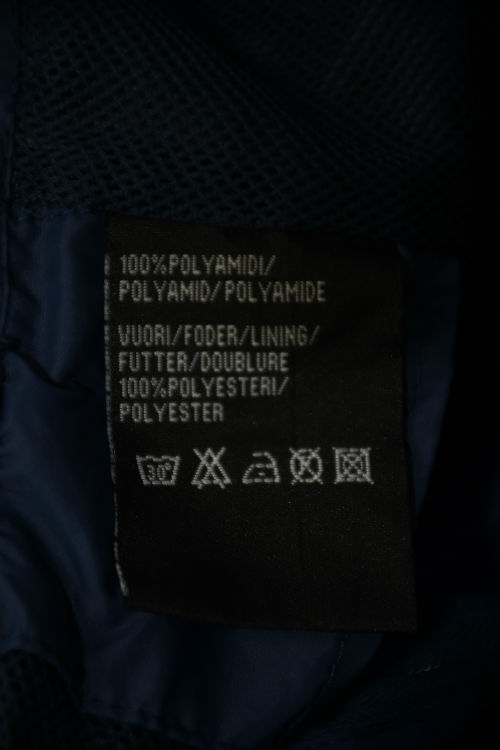 100%POLYAMIDI/
POLYAMID/POLYAMIDE
VUORI/FODER/LINING/
FUTTER/DOUBLURE
100%POLYESTERI/
POLYESTER
30°